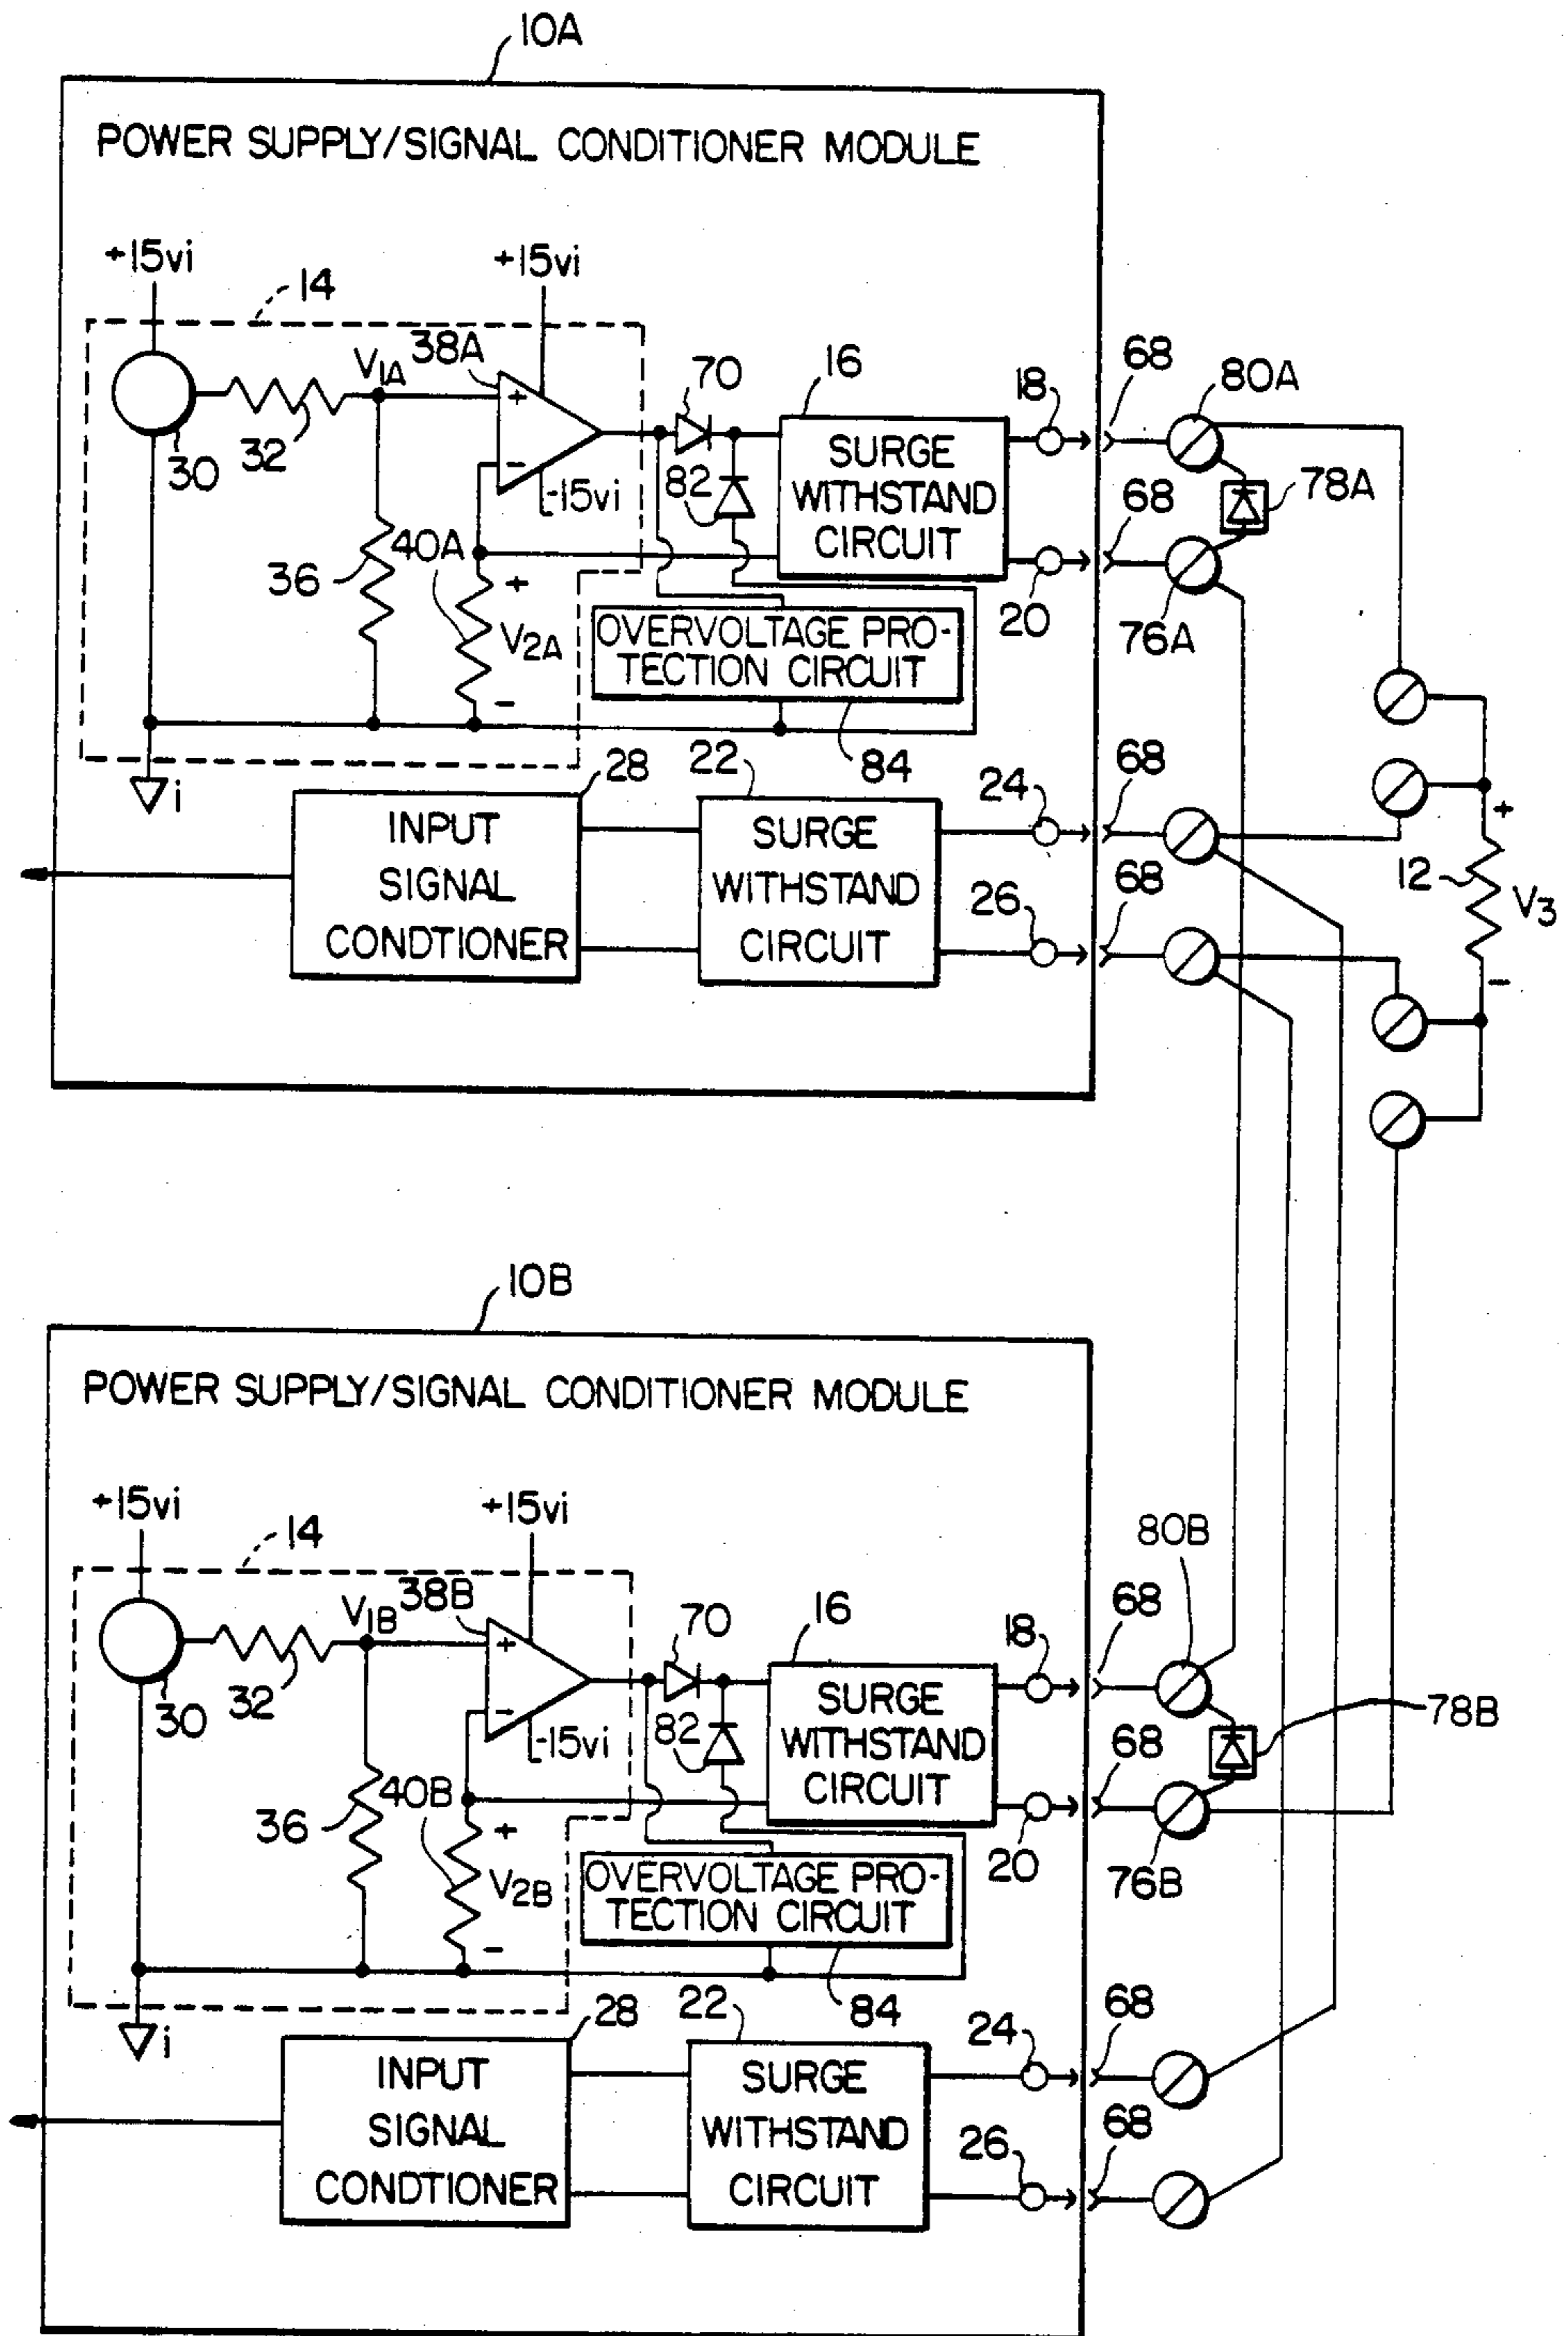 10A
POWER SUPPLY/SIGNAL CONDITIONER MODULE
+15vi
+15vi
14
V1A
38A
70
16
18
68
80A
+
30
32
SURGE
WITHSTAND
CIRCUIT
82
78A
-
-15vi
68
40A
36
+
V2A
-
OVERVOLTAGE PRO-
TECTION CIRCUIT
20
76A
i
28
22
84
24
68
INPUT
SIGNAL
CONDTIONER
SURGE
WITHSTAND
CIRCUIT
26
68
+
12
V3
-
10B
POWER SUPPLY/SIGNAL CONDITIONER MODULE
+15vi
+15vi
14
V1B
38B
70
16
18
68
80B
+
30
32
SURGE
WITHSTAND
CIRCUIT
82
78B
-
-15vi
68
40B
36
+
V2B
-
OVERVOLTAGE PRO-
TECTION CIRCUIT
20
76B
i
28
22
84
24
68
INPUT
SIGNAL
CONDTIONER
SURGE
WITHSTAND
CIRCUIT
26
68